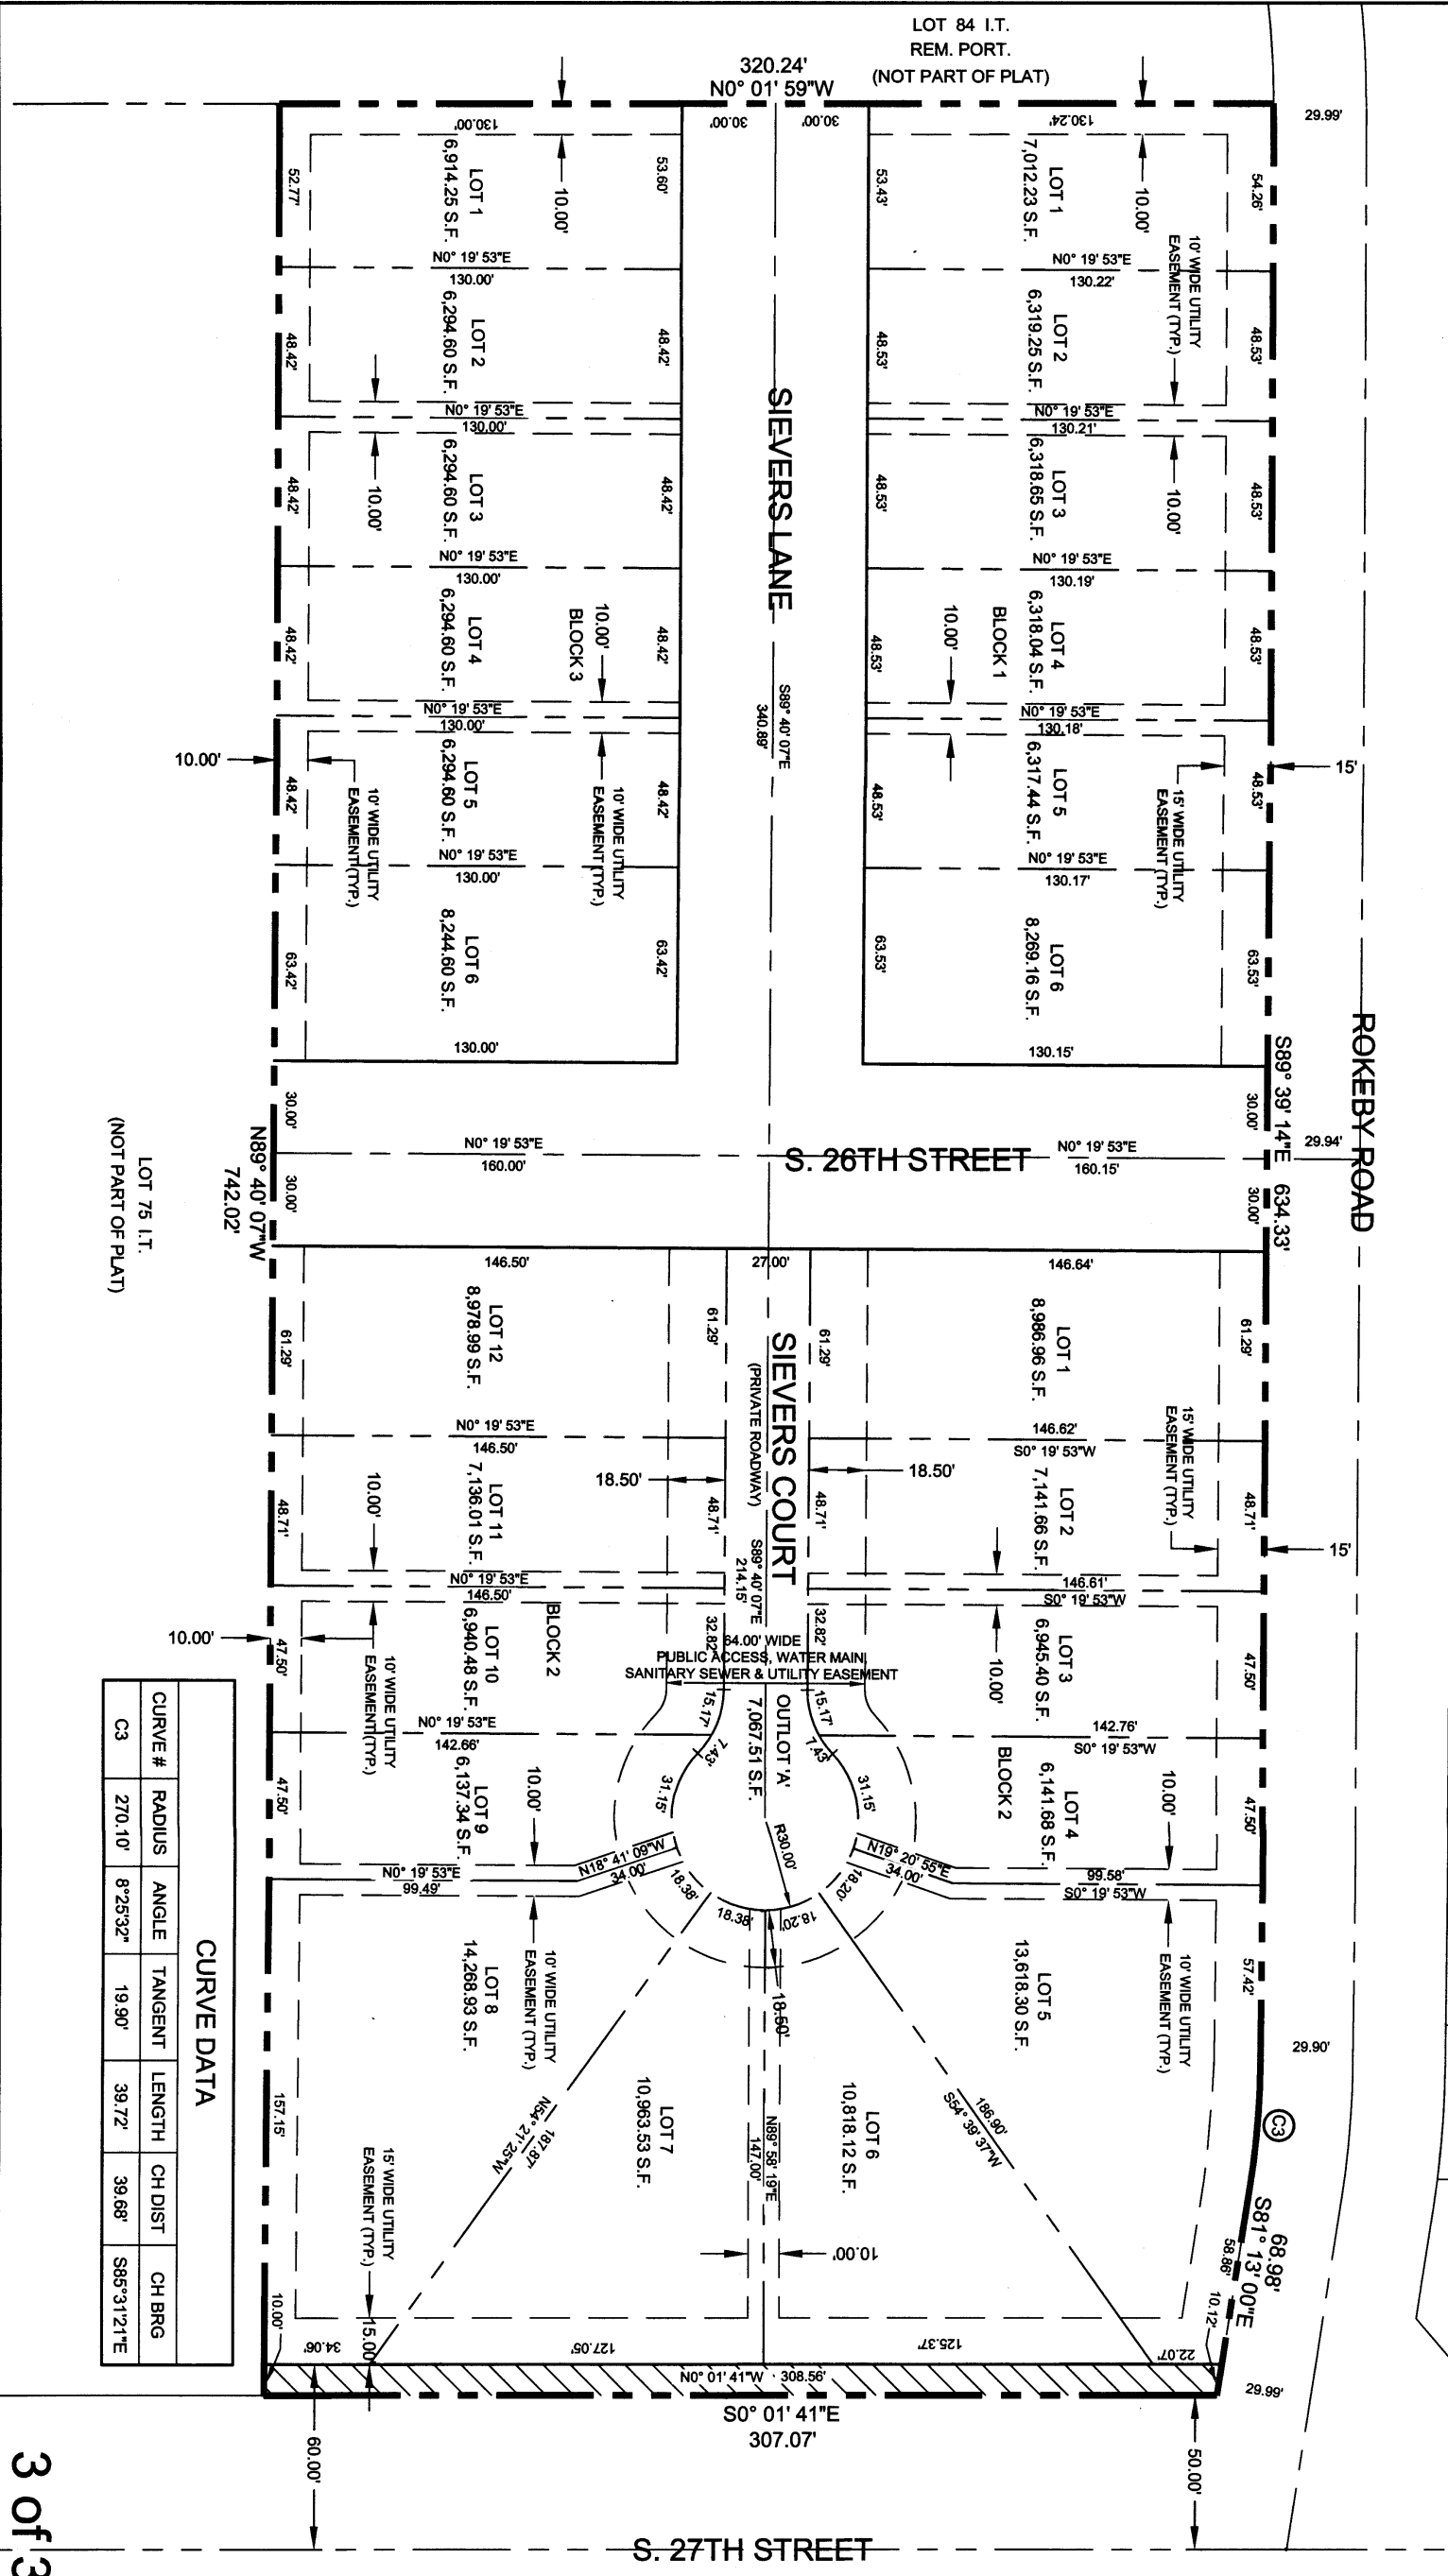 LOT 84 I.T.
REM. PORT.
(NOT PART OF PLAT)
320.24'
N0° 01' 59"W
29.99'
130.00'
30.00'
30.00'
130.24'
52.77'
LOT 1
6,914.25 S.F.
10.00'
53.60'
53.43'
LOT 1
7,012.23 S.F.
10.00'
54.26'
N0° 19' 53"E
130.00'
N0° 19' 53"E
130.22'
10' WIDE UTILITY
EASEMENT (TYP.)
48.42'
LOT 2
6,294.60 S.F.
48.42'
48.53'
LOT 2
6,319.25 S.F.
48.53'
N0° 19' 53"E
130.00'
N0° 19' 53"E
130.21'
SIEVERS LANE
48.42'
10.00'
LOT 3
6,294.60 S.F.
48.42'
48.53'
LOT 3
6,318.65 S.F.
10.00'
48.53'
N0° 19' 53"E
130.00'
N0° 19' 53"E
130.19'
48.42'
LOT 4
6,294.60 S.F.
BLOCK 3
10.00'
48.42'
48.53'
10.00'
BLOCK 1
LOT 4
6,318.04 S.F.
48.53'
N0° 19' 53"E
130.00'
S89° 40' 07"E
340.89'
N0° 19' 53"E
130.18'
10.00'
48.42'
10' WIDE UTILITY
EASEMENT (TYP.)
LOT 5
6,294.60 S.F.
10' WIDE UTILITY
EASEMENT (TYP.)
48.42'
48.53'
LOT 5
6,317.44 S.F.
15' WIDE UTILITY
EASEMENT (TYP.)
48.53'
15'
N0° 19' 53"E
130.00'
N0° 19' 53"E
130.17'
63.42'
LOT 6
8,244.60 S.F.
63.42'
63.53'
LOT 6
8,269.16 S.F.
63.53'
130.00'
130.15'
ROKEBY ROAD
S89° 39' 14"E 634.33'
30.00'
30.00'
29.94'
30.00'
30.00'
N0° 19' 53"E
160.00'
S. 26TH STREET
N0° 19' 53"E
160.15'
N89° 40' 07"W
742.02'
LOT 75 I.T.
(NOT PART OF PLAT)
146.50'
27.00'
146.64'
61.29'
LOT 12
8,978.99 S.F.
61.29'
SIEVERS COURT
(PRIVATE ROADWAY)
61.29'
LOT 1
8,986.96 S.F.
61.29'
N0° 19' 53"E
146.50'
146.62'
S0° 19' 53"W
15' WIDE UTILITY
EASEMENT (TYP.)
18.50'
18.50'
48.71'
10.00'
LOT 11
7,136.01 S.F.
48.71'
48.71'
LOT 2
7,141.66 S.F.
48.71'
15'
S89° 40' 07"E
214.15'
N0° 19' 53"E
146.50'
146.61'
S0° 19' 53"W
BLOCK 2
10.00'
47.50'
10' WIDE UTILITY
EASEMENT (TYP.)
LOT 10
6,940.48 S.F.
32.82'
32.82'
64.00' WIDE
PUBLIC ACCESS, WATER MAIN,
SANITARY SEWER & UTILITY EASEMENT
10.00'
LOT 3
6,945.40 S.F.
47.50'
15.17'
15.17'
OUTLOT 'A'
7,067.51 S.F.
N0° 19' 53"E
142.66'
142.76'
S0° 19' 53"W
7.43'
7.43'
BLOCK 2
47.50'
LOT 9
6,137.34 S.F.
10.00'
31.15'
31.15'
LOT 4
6,141.68 S.F.
10.00'
47.50'
R30.00'
N0° 19' 53"E
99.49'
N18° 41' 09"W
34.00'
N19° 20' 55"E
34.00'
99.58'
S0° 19' 53"W
18.38'
18.38'
18.20'
18.20'
18.50'
LOT 8
14,268.93 S.F.
10' WIDE UTILITY
EASEMENT (TYP.)
LOT 5
13,618.30 S.F.
10' WIDE UTILITY
EASEMENT (TYP.)
57.42'
29.90'
157.15'
187.87'
N54° 21' 25"W
LOT 7
10,963.53 S.F.
N89° 58' 19"E
147.00'
LOT 6
10,818.12 S.F.
186.90'
S54° 39' 37"W
C3
15' WIDE UTILITY
EASEMENT (TYP.)
10.00'
68.98'
S81° 13' 00"E
58.86'
10.12'
10.00'
34.06'
15.00'
127.05'
125.37'
22.07'
N0° 01' 41"W 308.56'
S0° 01' 41"E
307.07'
29.99'
60.00'
50.00'
S. 27TH STREET
CURVE DATA
CURVE # RADIUS ANGLE TANGENT LENGTH CH DIST CH BRG
C3 270.10' 8°25'32" 19.90' 39.72' 39.68' S85°31'21"E
3 of 3